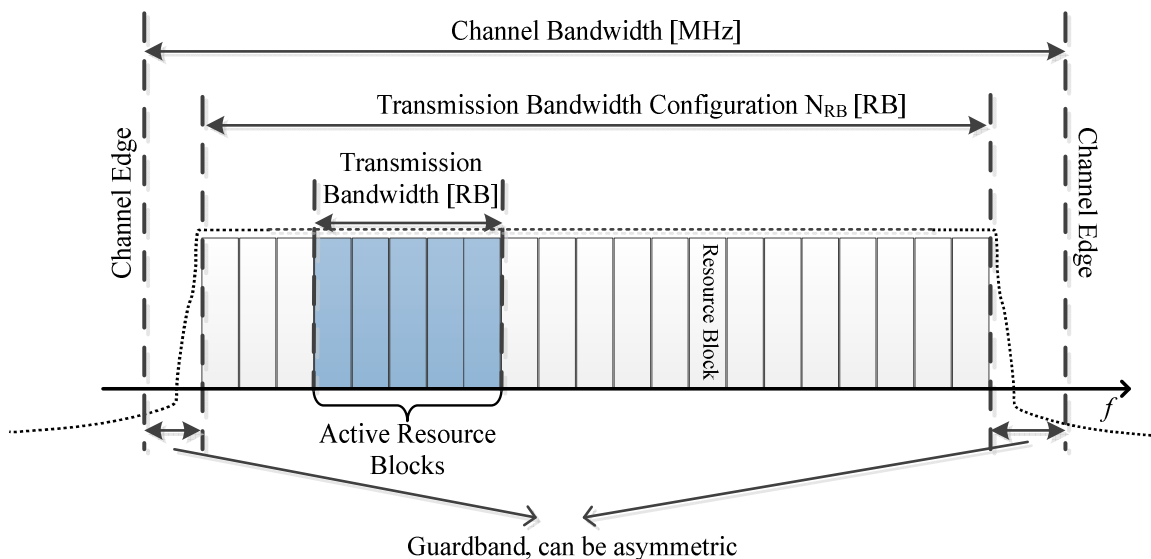 Channel Bandwidth [MHz]
Transmission Bandwidth Configuration NRB [RB]
Channel Edge
Transmission
Bandwidth [RB]
Channel Edge
Resource Block
f
Active Resource
Blocks
Guardband, can be asymmetric